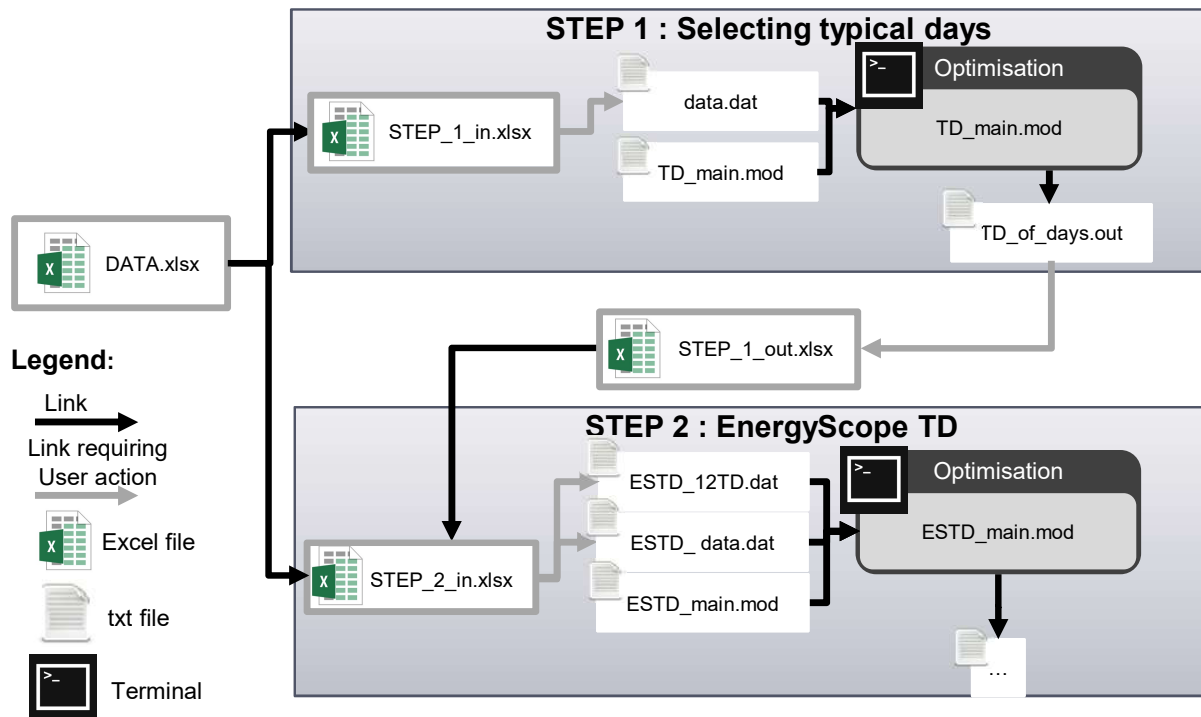 STEP 1 : Selecting typical days
>_
Optimisation
data.dat
X
STEP_1_in.xlsx
TD_main.mod
TD_main.mod
TD_of_days.out
X
DATA.xlsx
X
STEP_1_out.xlsx
Legend:
Link
Link requiring
User action
X
Excel file
txt file
>_
Terminal
STEP 2 : EnergyScope TD
>_
Optimisation
ESTD_12TD.dat
ESTD_main.mod
ESTD_ data.dat
X
STEP_2_in.xlsx
ESTD_main.mod
...